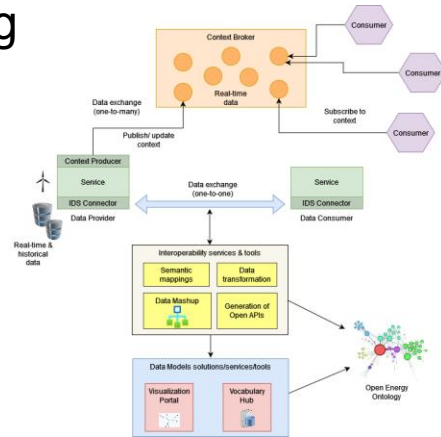 g
Context Broker
Real-time
data
Consumer
Consumer
Consumer
Data exchange
(one-to-many)
Publish/ update
context
Subscribe to
context
Context Producer
Service
IDS Connector
Data Provider
Real-time &
historical
data
Data exchange
(one-to-one)
Service
IDS Connector
Data Consumer
Interoperability services & tools
Semantic
mappings
Data
transformation
Data Mashup
Generation of
Open APIs
Data Models solutions/services/tools
Visualization
Portal
Vocabulary
Hub
Open Energy
Ontology